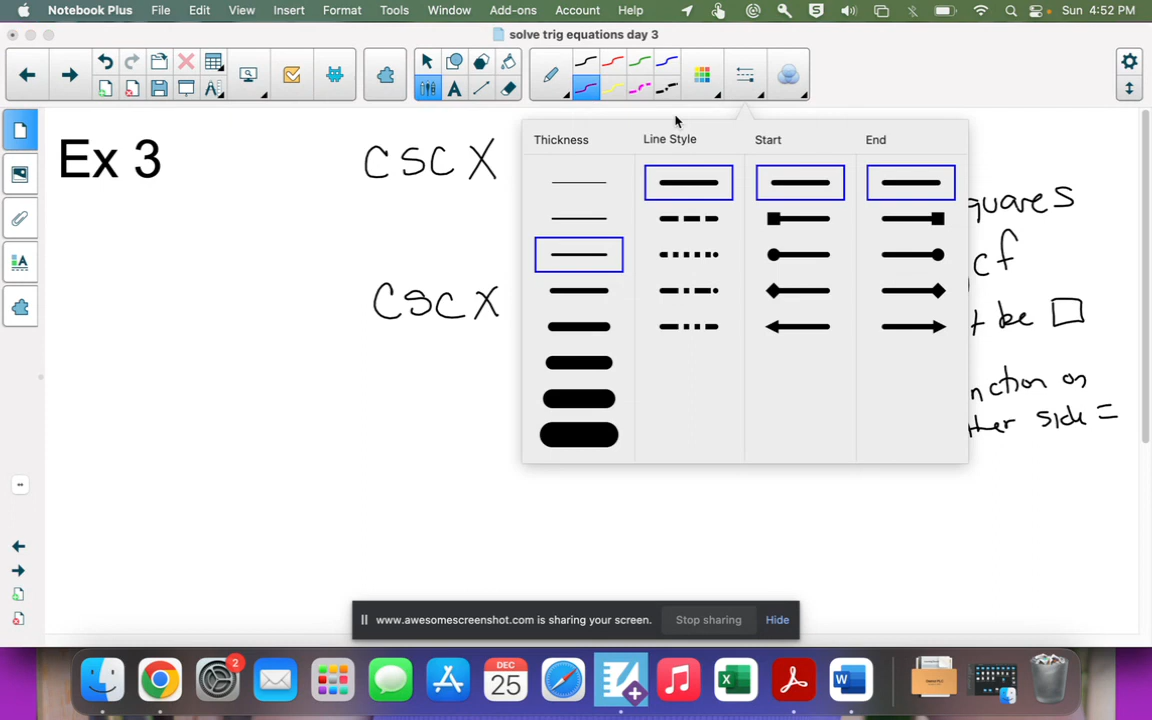 Notebook Plus File Edit View Insert Format Tools Window Add-ons Account Help Sun 4:52 PM
solve trig equations day 3
Thickness Line Style Start End
Ex 3 csc x
quares
cf
csc x t be □
nction on
ther side =
www.awesomescreenshot.com is sharing your screen. Stop sharing Hide
2
DEC
25